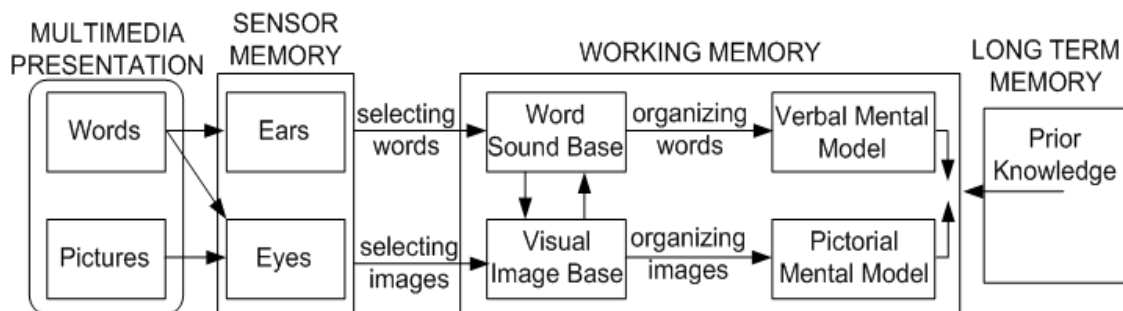 MULTIMEDIA
PRESENTATION
SENSOR
MEMORY
WORKING MEMORY
LONG TERM
MEMORY
Words
Ears
selecting
words
Word
Sound Base
organizing
words
Verbal Mental
Model
Prior
Knowledge
Pictures
Eyes
selecting
images
Visual
Image Base
organizing
images
Pictorial
Mental Model